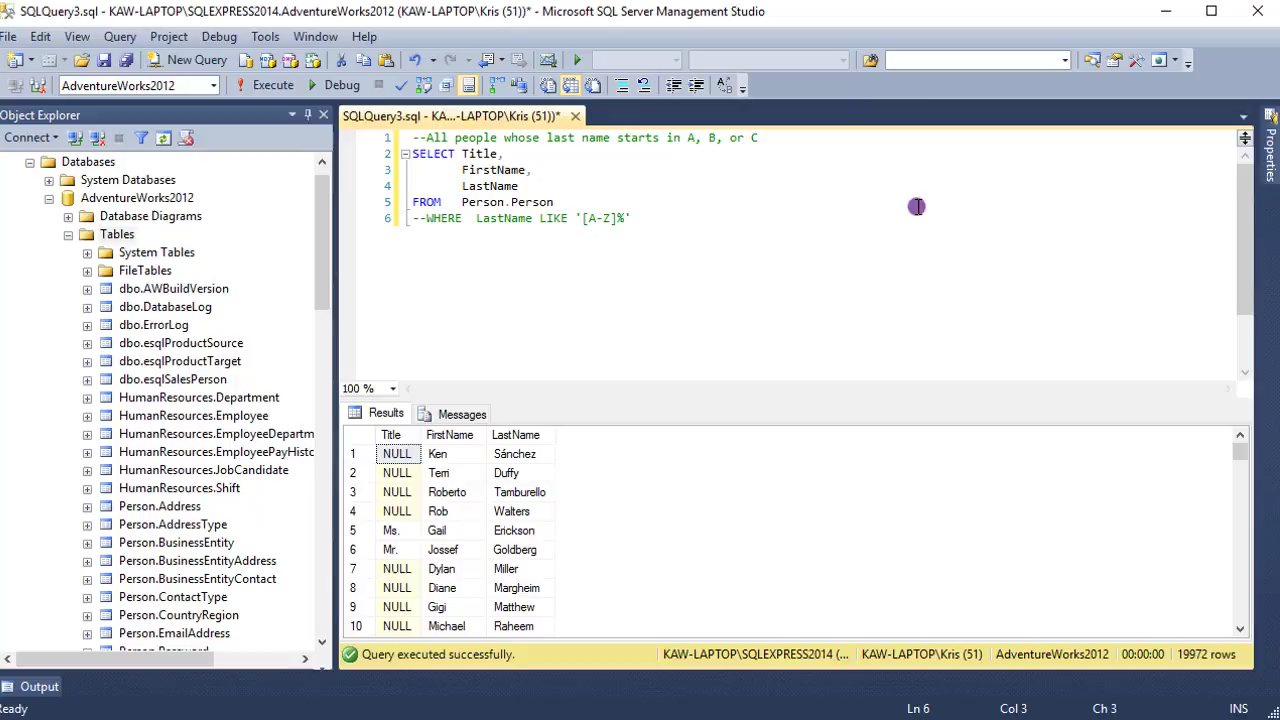 SQLQuery3.sql - KAW-LAPTOP\SQLEXPRESS2014.AdventureWorks2012 (KAW-LAPTOP\Kris (51))* - Microsoft SQL Server Management Studio
File Edit View Query Project Debug Tools Window Help
New Query
AdventureWorks2012 Execute Debug
Object Explorer
Connect
Databases
System Databases
AdventureWorks2012
Database Diagrams
Tables
System Tables
FileTables
dbo.AWBuildVersion
dbo.DatabaseLog
dbo.ErrorLog
dbo.esqlProductSource
dbo.esqlProductTarget
dbo.esqlSalesPerson
HumanResources.Department
HumanResources.Employee
HumanResources.EmployeeDepartm
HumanResources.EmployeePayHisto
HumanResources.JobCandidate
HumanResources.Shift
Person.Address
Person.AddressType
Person.BusinessEntity
Person.BusinessEntityAddress
Person.BusinessEntityContact
Person.ContactType
Person.CountryRegion
Person.EmailAddress
SQLQuery3.sql - KA...-LAPTOP\Kris (51))*
1 --All people whose last name starts in A, B, or C
2 SELECT Title,
3 FirstName,
4 LastName
5 FROM Person.Person
6 --WHERE LastName LIKE '[A-Z]%'
100 %
Results Messages
Title FirstName LastName
1 NULL Ken Sánchez
2 NULL Terri Duffy
3 NULL Roberto Tamburello
4 NULL Rob Walters
5 Ms. Gail Erickson
6 Mr. Jossef Goldberg
7 NULL Dylan Miller
8 NULL Diane Margheim
9 NULL Gigi Matthew
10 NULL Michael Raheem
Query executed successfully. KAW-LAPTOP\SQLEXPRESS2014 (... KAW-LAPTOP\Kris (51) AdventureWorks2012 00:00:00 19972 rows
Properties
Output
Ready Ln 6 Col 3 Ch 3 INS